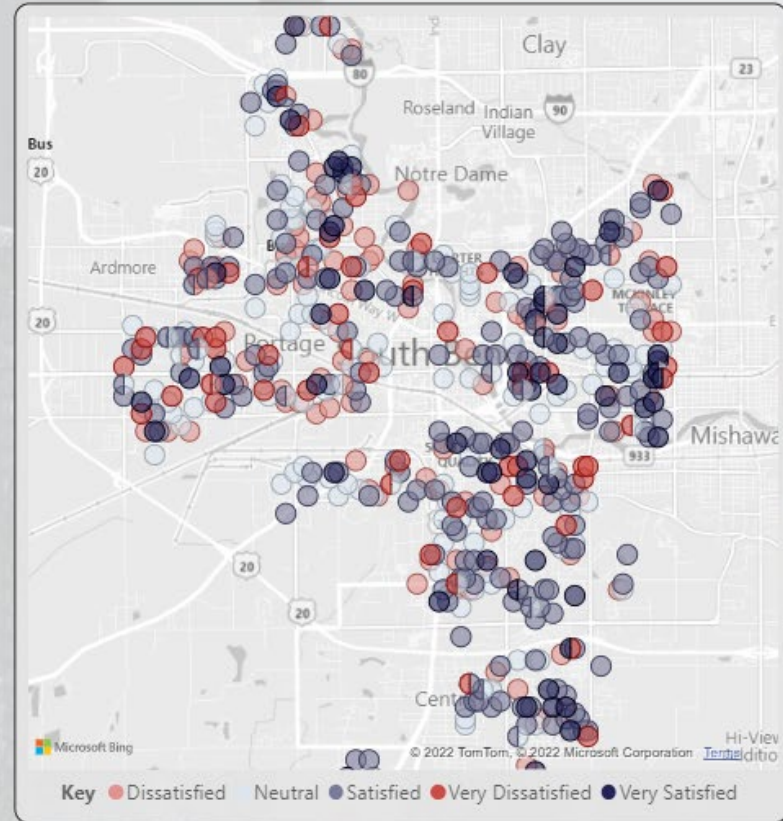 Clay
23
80
Roseland Indian
90
Village
Bus
20
Notre Dame
Ardmore
20
Portage
Mishawa
933
20
20
Cent
Hi-View
Microsoft Bing
© 2022 TomTom, © 2022 Microsoft Corporation Terms
Key Dissatisfied Neutral Satisfied Very Dissatisfied Very Satisfied